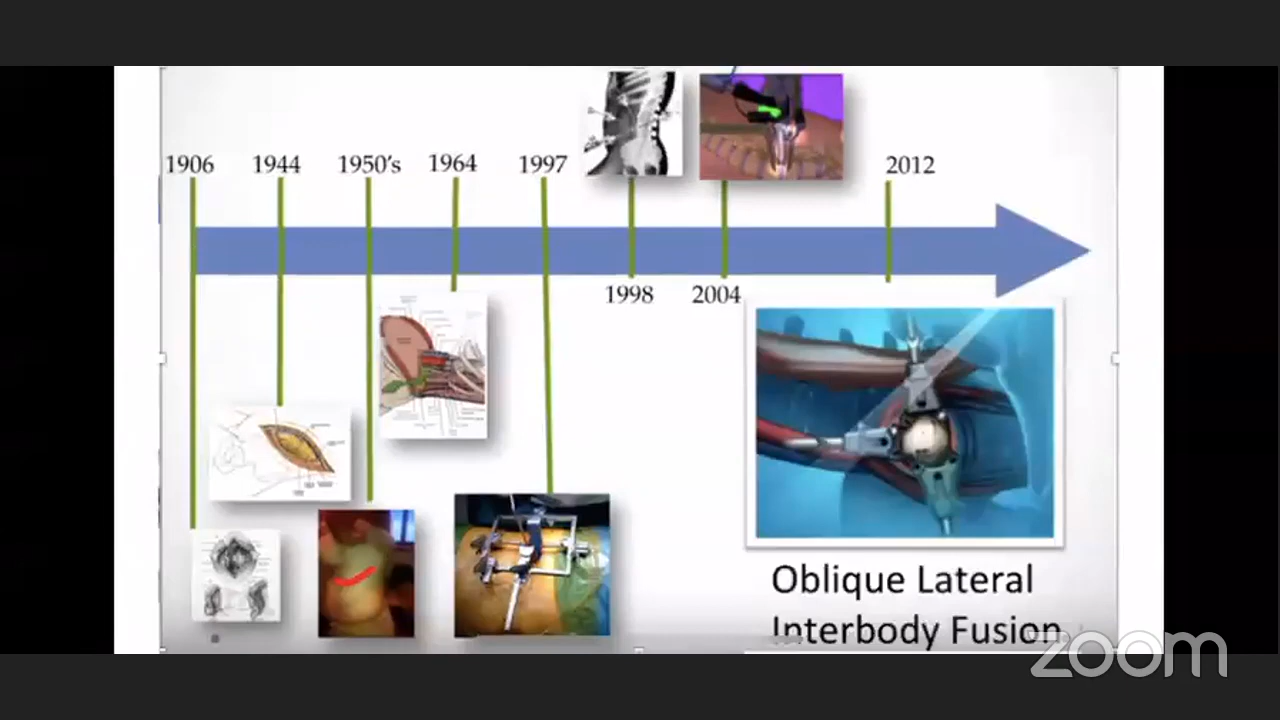 1906
1944
1950's
1964
1997
2012
1998
2004
Oblique Lateral
Interbody Fusion
zoom